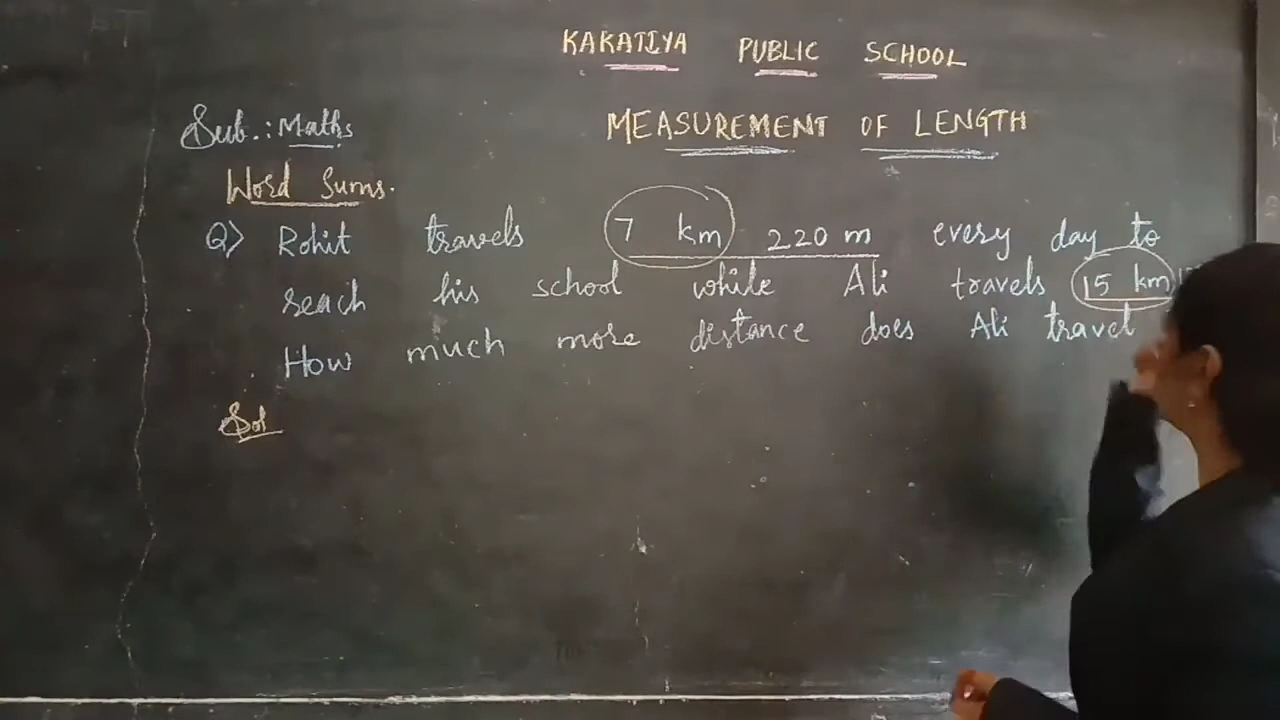 KAKATIYA PUBLIC SCHOOL
Sub.: Maths
MEASUREMENT OF LENGTH
Word Sums.
Q> Rohit travels 7 km 220 m every day to
reach his school while Ali travels 15 km
How much more distance does Ali travel
Sol